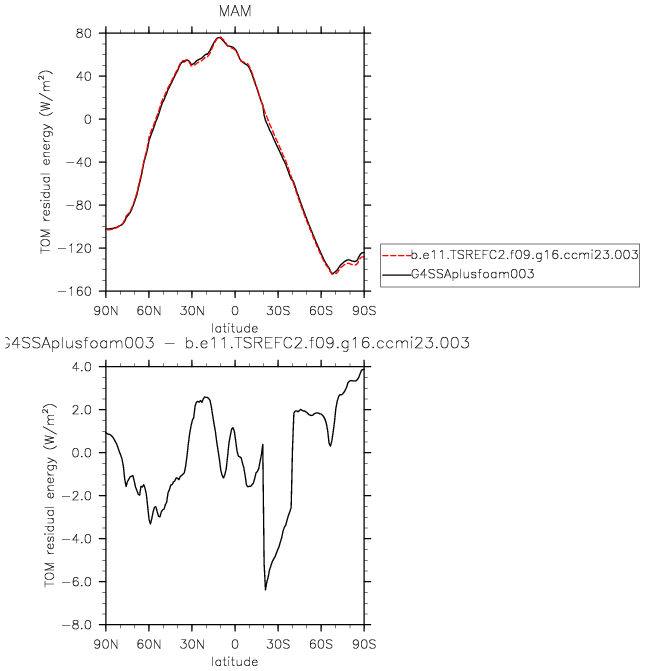 MAM
80
40
0
−40
−80
−120
−160
TOM residual energy (W/m²)
90N 60N 30N 0 30S 60S 90S
latitude
b.e11.TSREFC2.f09.g16.ccmi23.003
G4SSAplusfoam003
G4SSAplusfoam003 − b.e11.TSREFC2.f09.g16.ccmi23.003
4.0
2.0
0.0
−2.0
−4.0
−6.0
−8.0
TOM residual energy (W/m²)
90N 60N 30N 0 30S 60S 90S
latitude